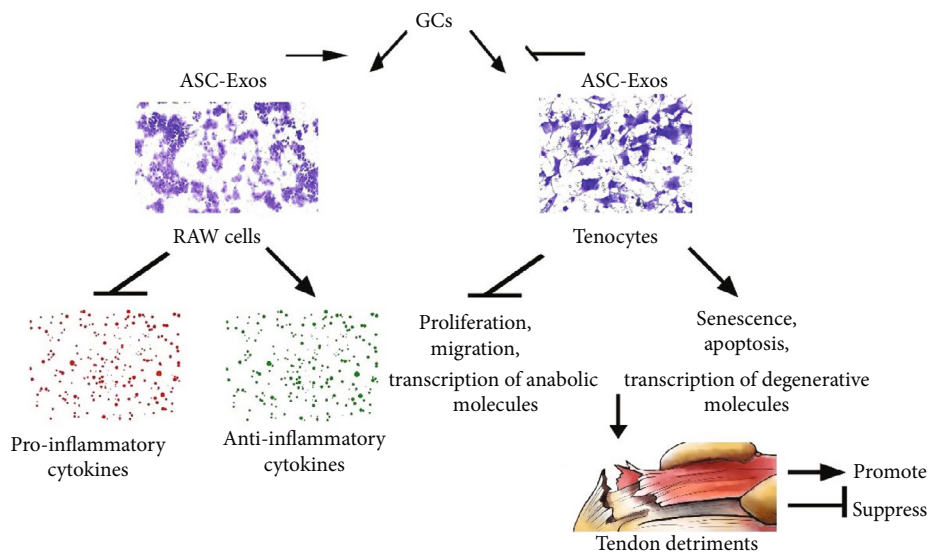 GCs
ASC-Exos
ASC-Exos
RAW cells
Tenocytes
Pro-inflammatory
cytokines
Anti-inflammatory
cytokines
Proliferation,
migration,
transcription of anabolic
molecules
Senescence,
apoptosis,
transcription of degenerative
molecules
Promote
Suppress
Tendon detriments